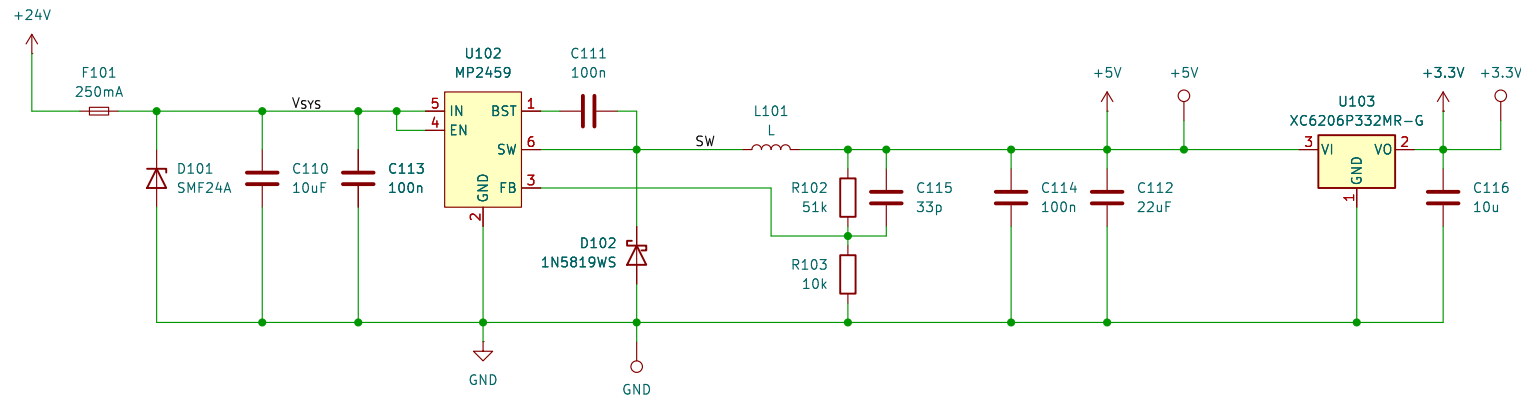 +24V
F101
250mA
Vsys
D101
SMF24A
C110
10uF
C113
100n
U102
MP2459
5
IN
BST
1
4
EN
SW
6
GND
FB
3
2
C111
100n
GND
D102
1N5819WS
GND
SW
L101
L
R102
51k
C115
33p
R103
10k
C114
100n
+5V
C112
22uF
+5V
U103
XC6206P332MR-G
3
VI
VO
2
GND
1
+3.3V
+3.3V
C116
10u